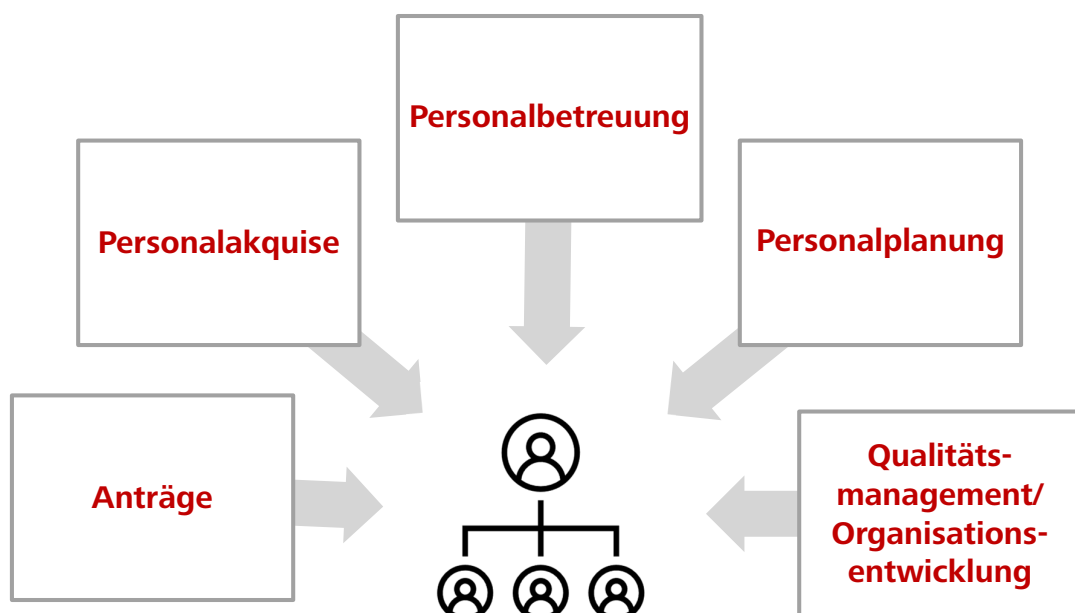 Personalbetreuung
Personalakquise
Personalplanung
Anträge
Qualitäts-
management/
Organisations-
entwicklung